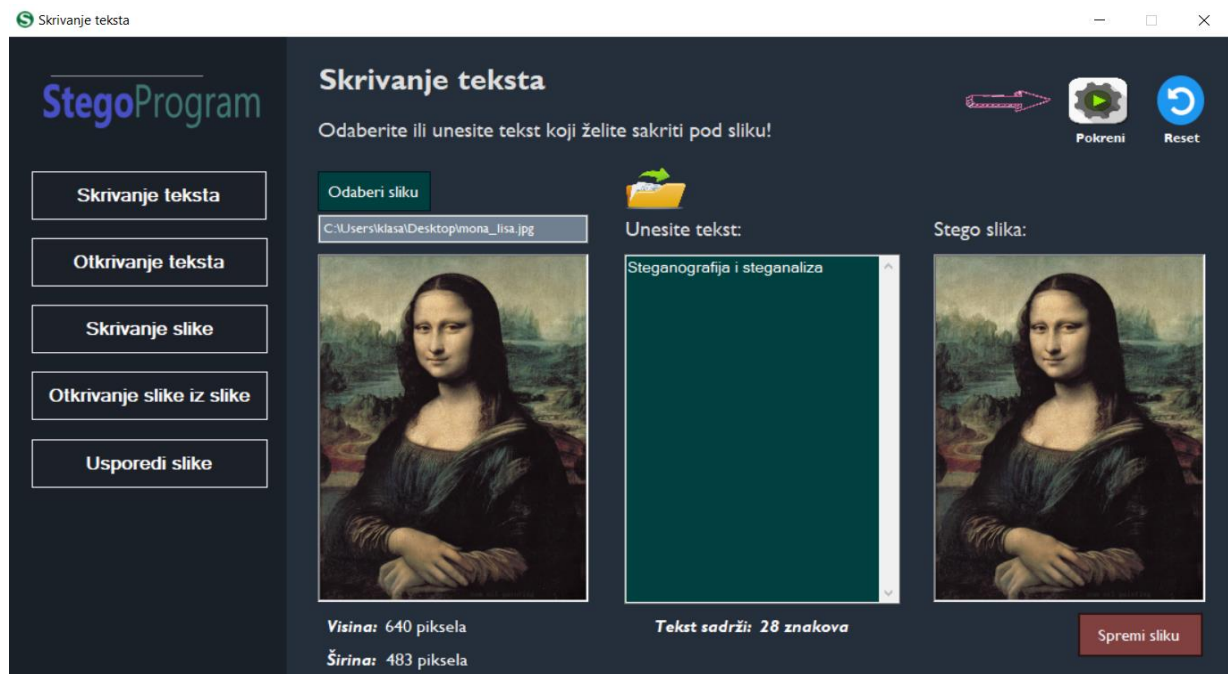 Skrivanje teksta
StegoProgram
Skrivanje teksta
Otkrivanje teksta
Skrivanje slike
Otkrivanje slike iz slike
Usporedi slike
Skrivanje teksta
Odaberite ili unesite tekst koji želite sakriti pod sliku!
Pokreni
Reset
Odaberi sliku
C:\Users\klasa\Desktop\mona_lisa.jpg
Unesite tekst:
Steganografija i steganaliza
Stego slika:
Visina: 640 piksela
Širina: 483 piksela
Tekst sadrži: 28 znakova
Spremi sliku